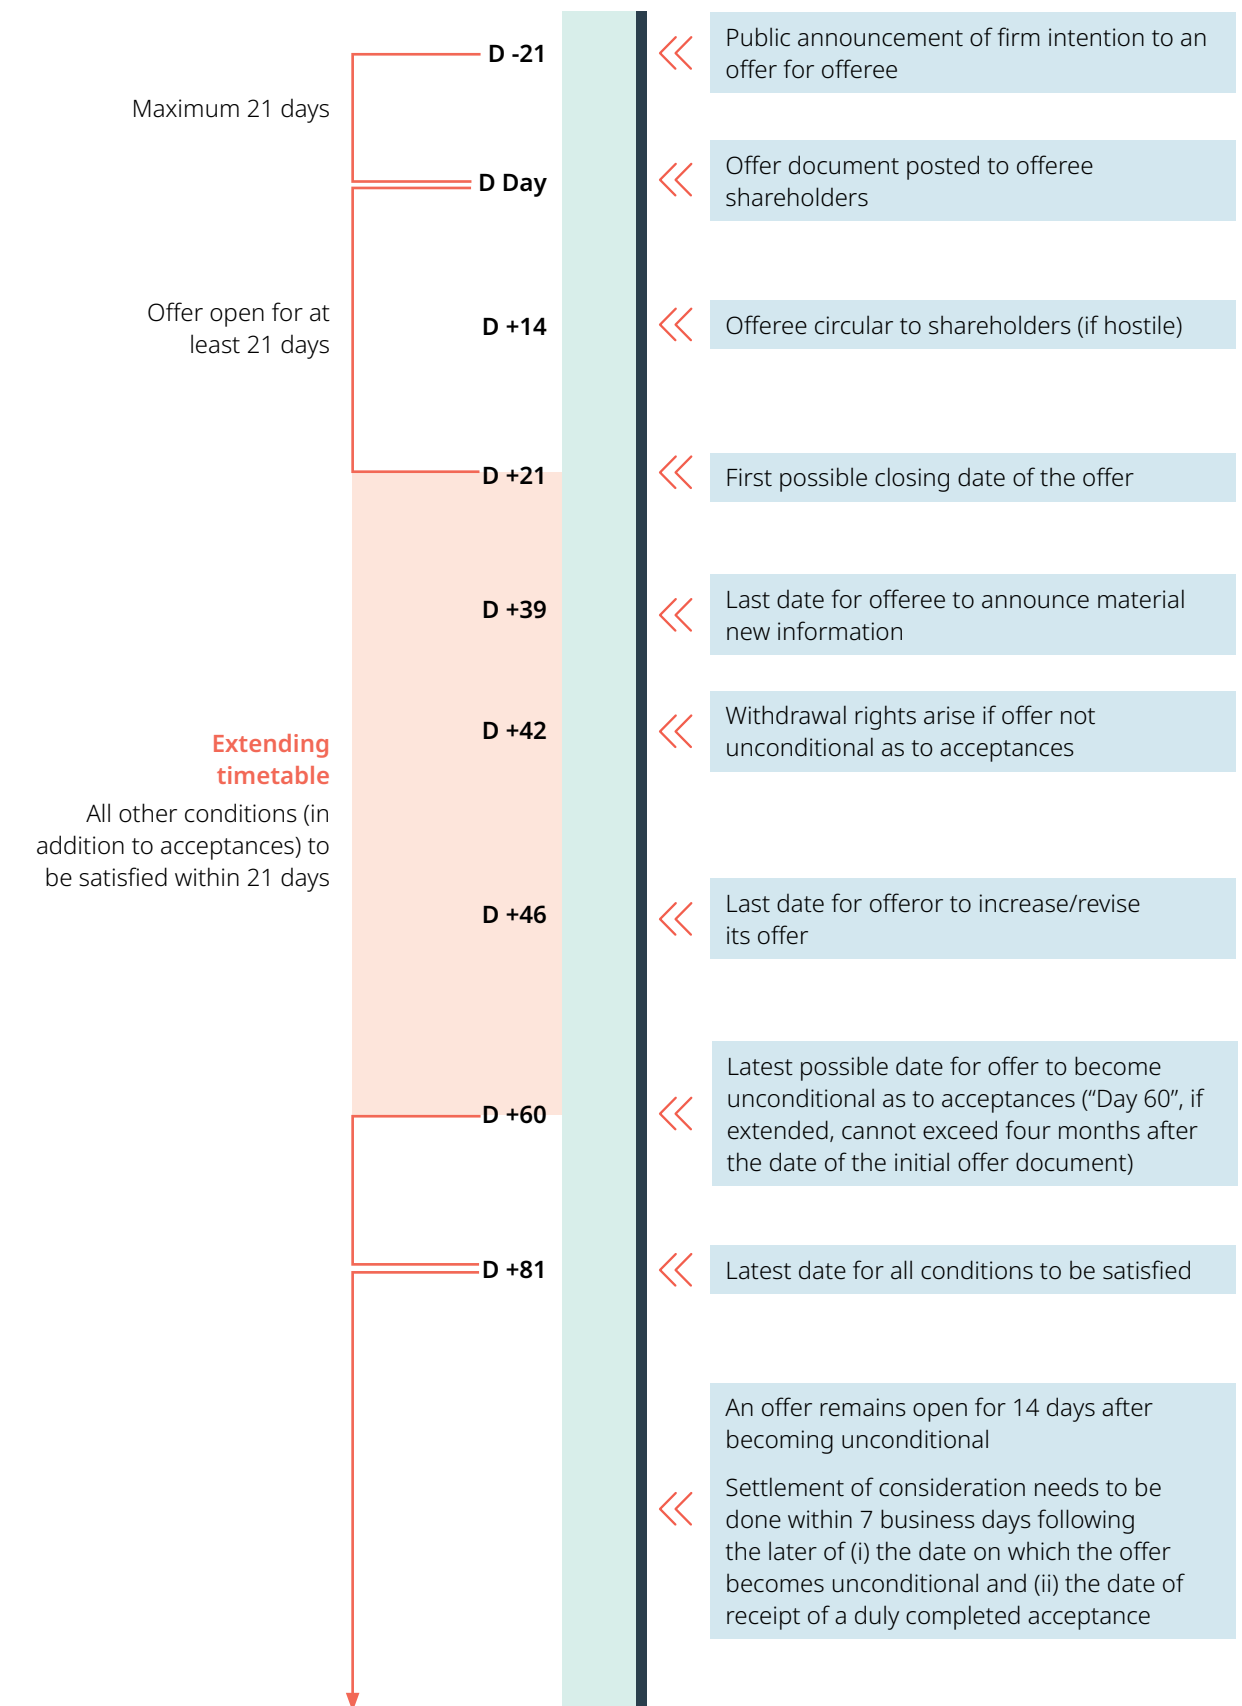 D -21
Public announcement of firm intention to an
offer for offeree
Maximum 21 days
D Day
Offer document posted to offeree
shareholders
Offer open for at
least 21 days
D +14
Offeree circular to shareholders (if hostile)
D +21
First possible closing date of the offer
D +39
Last date for offeree to announce material
new information
D +42
Withdrawal rights arise if offer not
unconditional as to acceptances
Extending
timetable
All other conditions (in
addition to acceptances) to
be satisfied within 21 days
D +46
Last date for offeror to increase/revise
its offer
D +60
Latest possible date for offer to become
unconditional as to acceptances (“Day 60”, if
extended, cannot exceed four months after
the date of the initial offer document)
D +81
Latest date for all conditions to be satisfied
An offer remains open for 14 days after
becoming unconditional
Settlement of consideration needs to be
done within 7 business days following
the later of (i) the date on which the offer
becomes unconditional and (ii) the date of
receipt of a duly completed acceptance